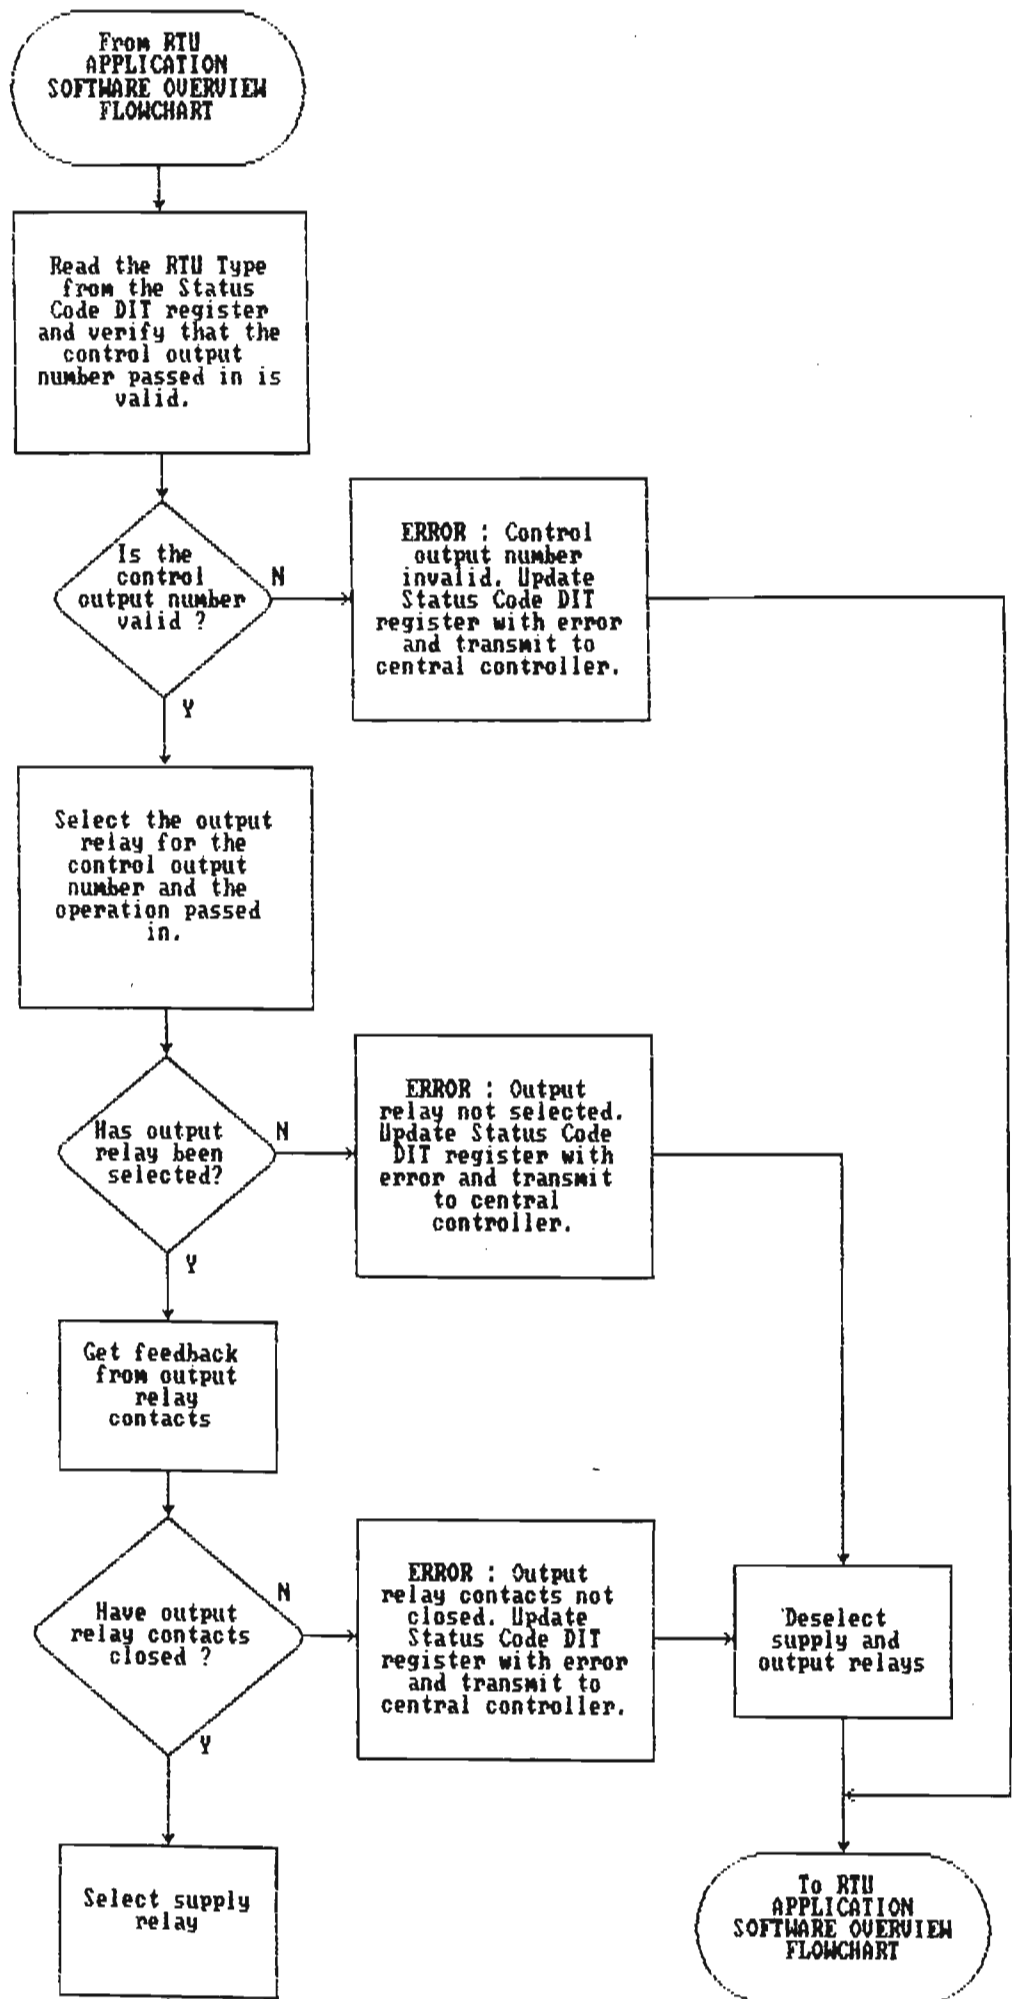 From RTU
APPLICATION
SOFTWARE OVERVIEW
FLOWCHART
Read the RTU Type
from the Status
Code DIT register
and verify that the
control output
number passed in is
valid.
Is the
control
output number
valid ?
N
Y
ERROR : Control
output number
invalid. Update
Status Code DIT
register with error
and transmit to
central controller.
Select the output
relay for the
control output
number and the
operation passed
in.
Has output
relay been
selected?
N
Y
ERROR : Output
relay not selected.
Update Status Code
DIT register with
error and transmit
to central
controller.
Get feedback
from output
relay
contacts
Have output
relay contacts
closed ?
N
Y
ERROR : Output
relay contacts not
closed. Update
Status Code DIT
register with error
and transmit to
central controller.
Deselect
supply and
output relays
Select supply
relay
To RTU
APPLICATION
SOFTWARE OVERVIEW
FLOWCHART